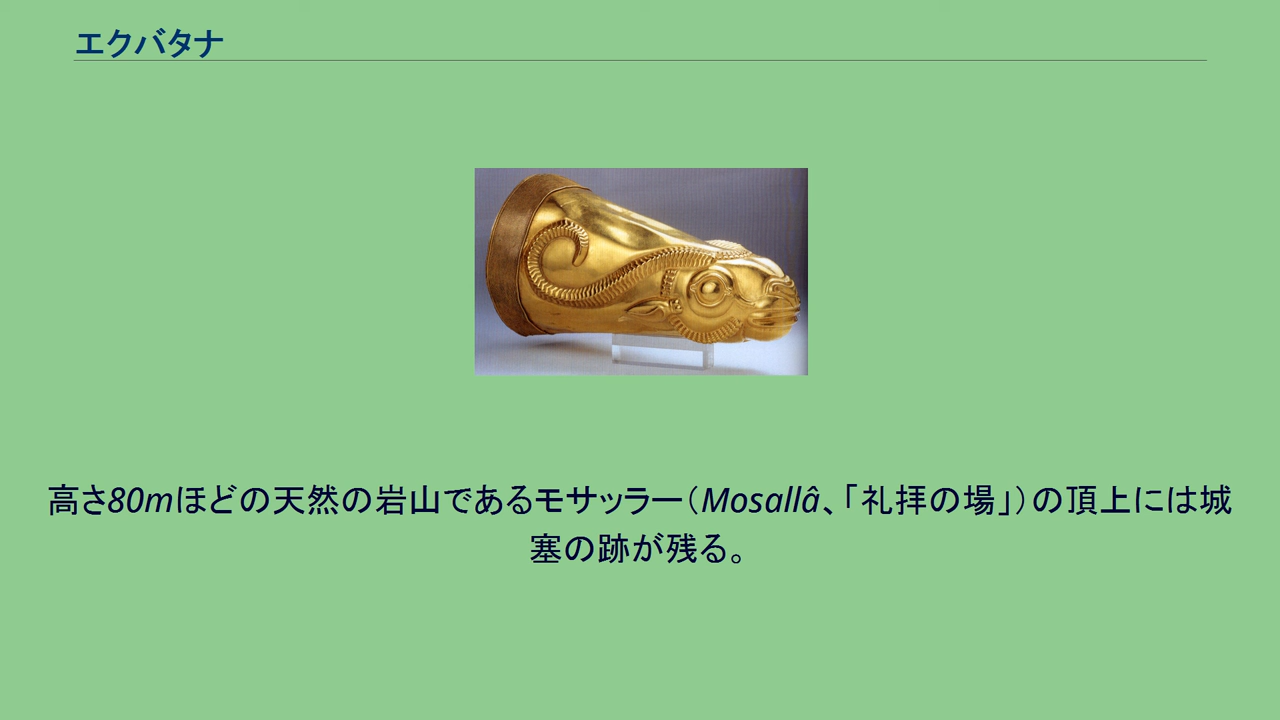 エクバタナ
高さ80mほどの天然の岩山であるモサッラー（Mosallâ、「礼拝の場」）の頂上には城
塞の跡が残る。